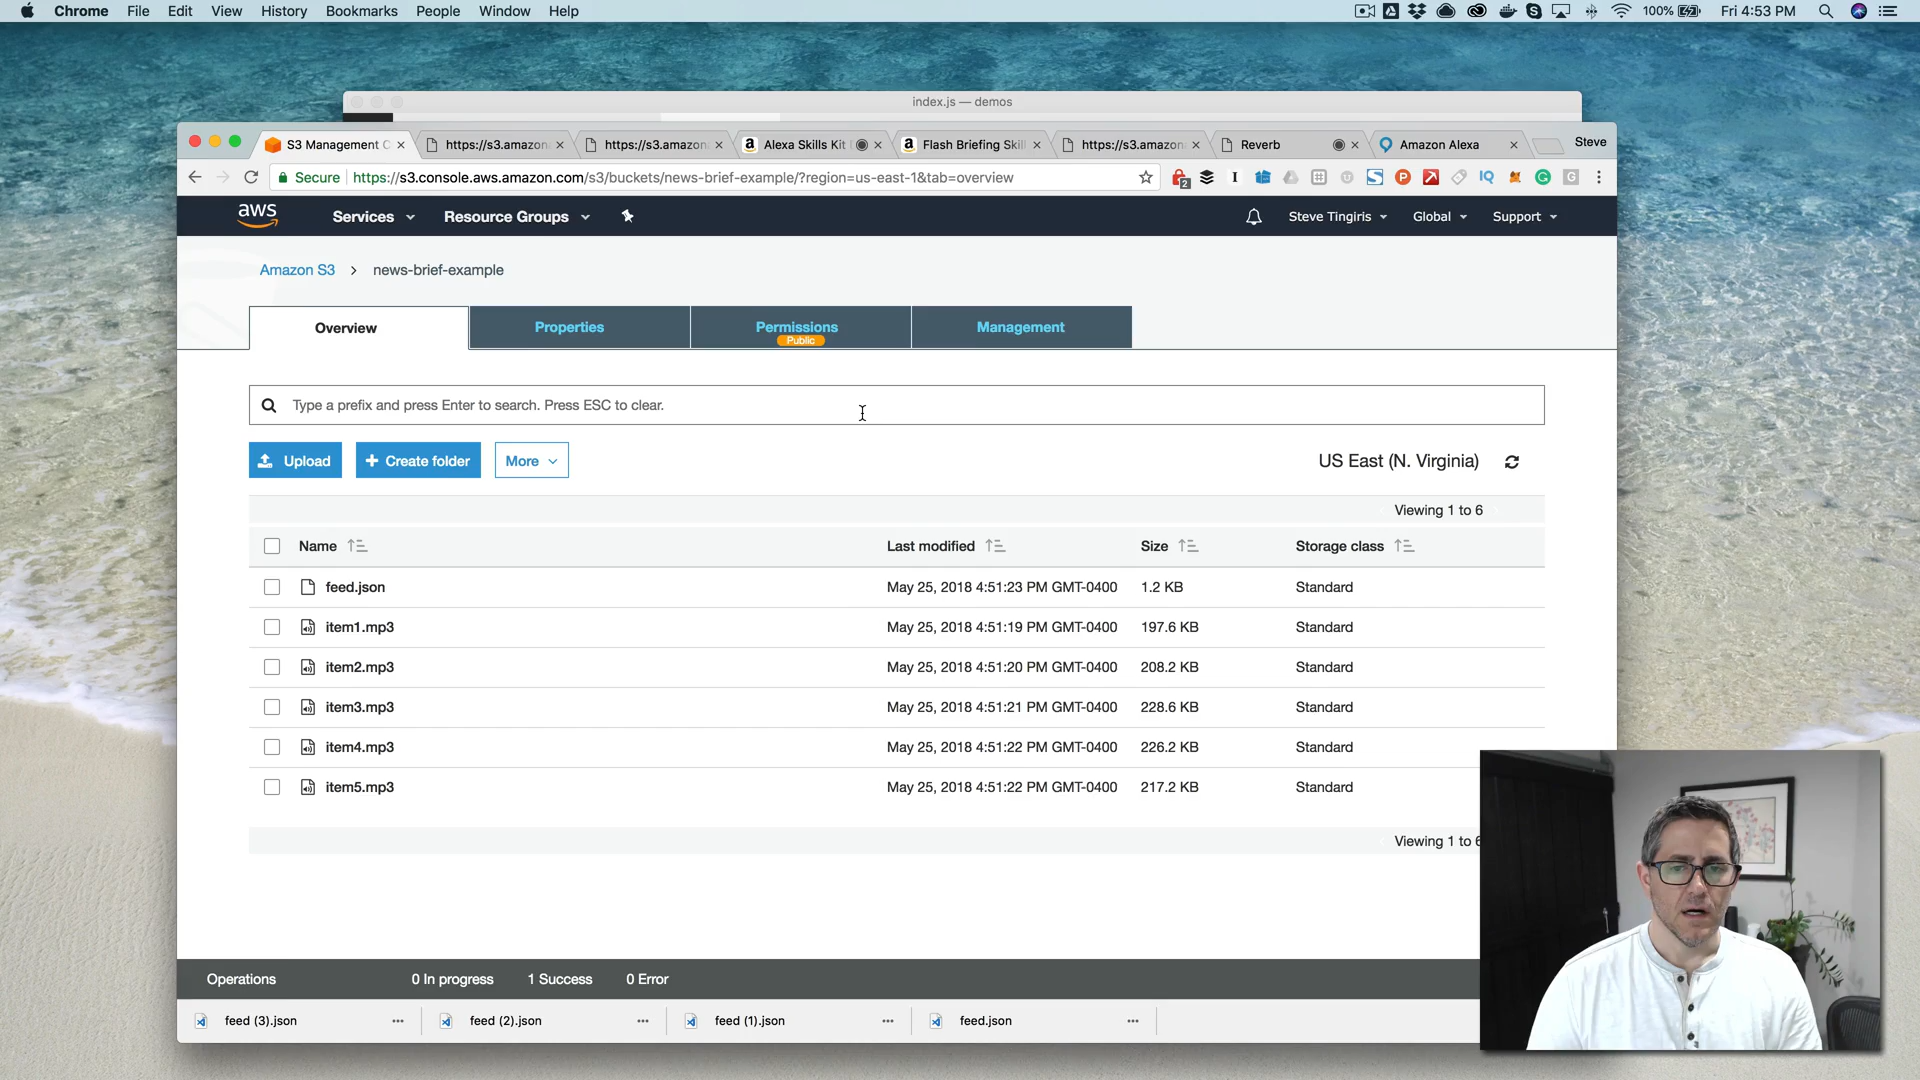 Chrome File Edit View History Bookmarks People Window Help 100% Fri 4:53 PM
index.js — demos
S3 Management C https://s3.amazon https://s3.amazon Alexa Skills Kit Flash Briefing Skil https://s3.amazon Reverb Amazon Alexa Steve
Secure https://s3.console.aws.amazon.com/s3/buckets/news-brief-example/?region=us-east-1&tab=overview
aws Services Resource Groups Steve Tingiris Global Support
Amazon S3 > news-brief-example
Overview Properties Permissions Management
Public
Type a prefix and press Enter to search. Press ESC to clear.
Upload Create folder More US East (N. Virginia)
Viewing 1 to 6
Name Last modified Size Storage class
feed.json May 25, 2018 4:51:23 PM GMT-0400 1.2 KB Standard
item1.mp3 May 25, 2018 4:51:19 PM GMT-0400 197.6 KB Standard
item2.mp3 May 25, 2018 4:51:20 PM GMT-0400 208.2 KB Standard
item3.mp3 May 25, 2018 4:51:21 PM GMT-0400 228.6 KB Standard
item4.mp3 May 25, 2018 4:51:22 PM GMT-0400 226.2 KB Standard
item5.mp3 May 25, 2018 4:51:22 PM GMT-0400 217.2 KB Standard
Viewing 1 to 6
Operations 0 In progress 1 Success 0 Error
feed (3).json feed (2).json feed (1).json feed.json